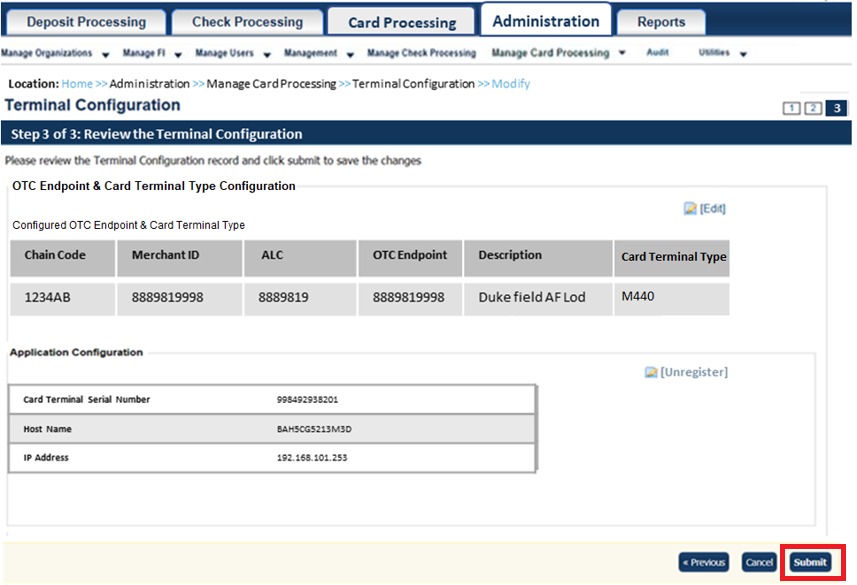 Deposit Processing Check Processing Card Processing Administration Reports
Manage Organizations Manage FI Manage Users Management Manage Check Processing Manage Card Processing Audit Utilities
Location: Home >> Administration >> Manage Card Processing >> Terminal Configuration >> Modify
Terminal Configuration
1 2 3
Step 3 of 3: Review the Terminal Configuration
Please review the Terminal Configuration record and click submit to save the changes
OTC Endpoint & Card Terminal Type Configuration
[Edit]
Configured OTC Endpoint & Card Terminal Type
Chain Code Merchant ID ALC OTC Endpoint Description Card Terminal Type
1234AB 8889819998 8889819 8889819998 Duke field AF Lod M440
Application Configuration
[Unregister]
Card Terminal Serial Number 998492938201
Host Name BAH5CG5213M3D
IP Address 192.168.101.253
< Previous Cancel Submit